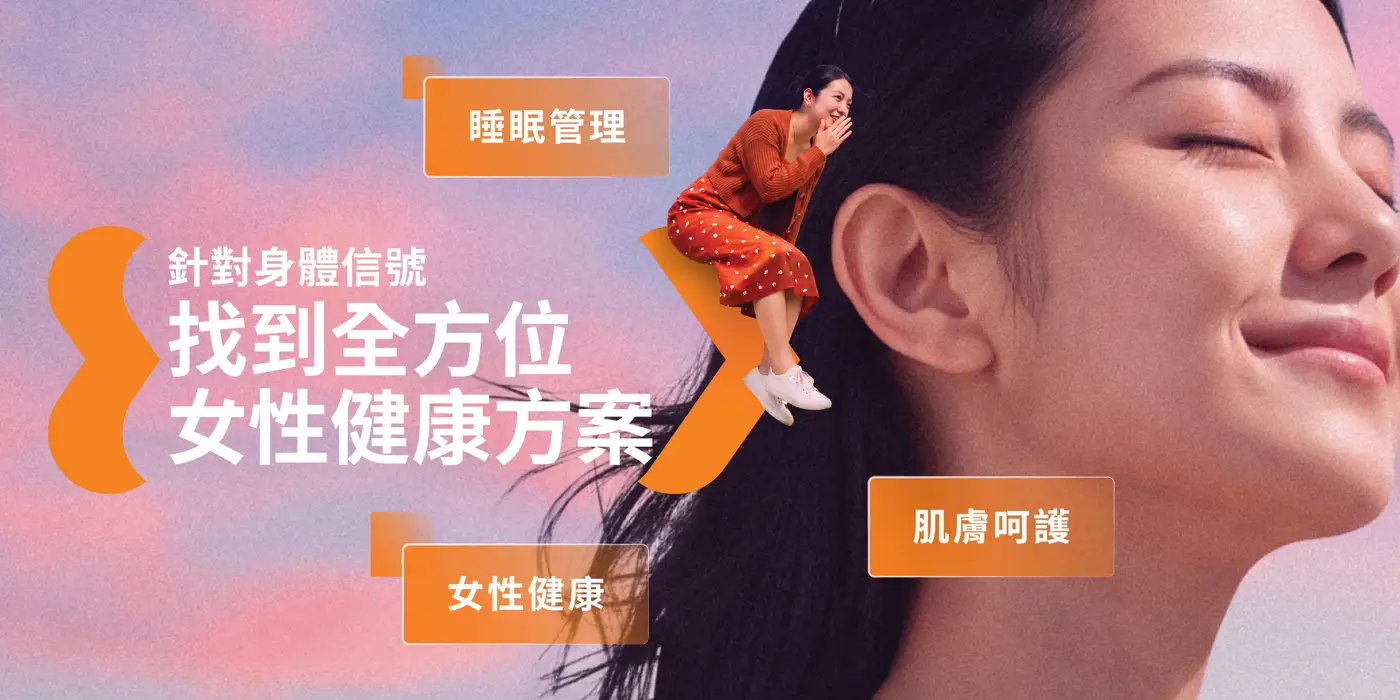 睡眠管理
針對身體信號
找到全方位
女性健康方案
肌膚呵護
女性健康